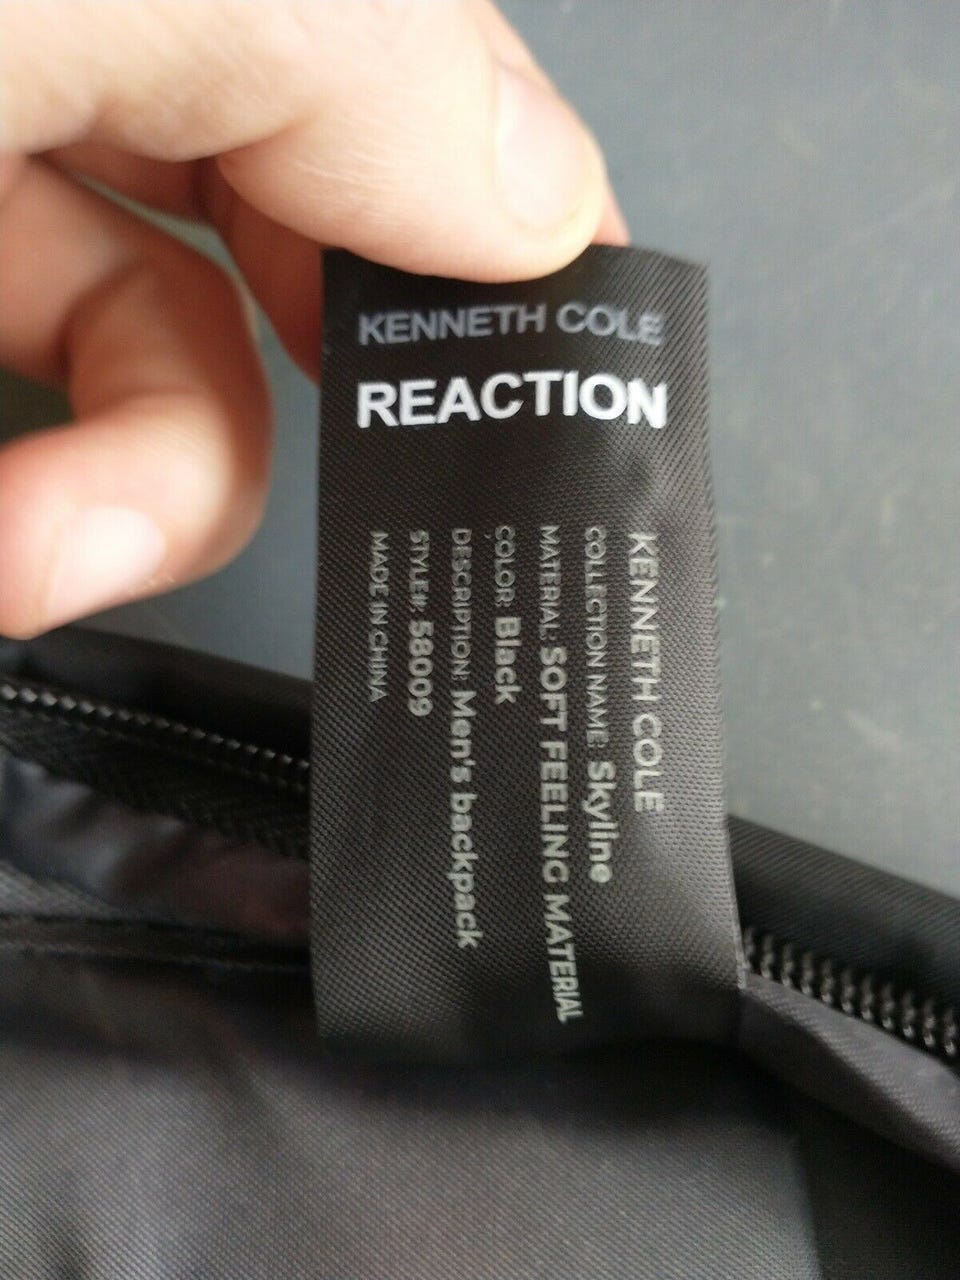 KENNETH COLE
REACTION
KENNETH COLE
COLLECTION NAME: Skyline
MATERIAL: SOFT FEELING MATERIAL
COLOR: Black
DESCRIPTION: Men's backpack
STYLE#: 58009
MADE IN CHINA